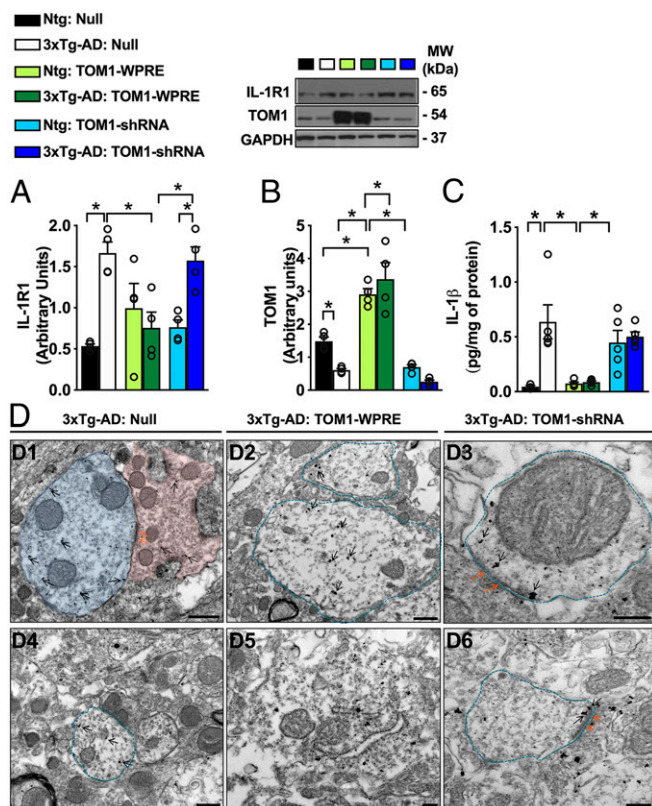 Ntg: Null
3xTg-AD: Null
Ntg: TOM1-WPRE
3xTg-AD: TOM1-WPRE
Ntg: TOM1-shRNA
3xTg-AD: TOM1-shRNA
MW
(kDa)
IL-1R1
- 65
TOM1
- 54
GAPDH
- 37
A
IL-1R1
(Arbitrary Units)
2.0
1.5
1.0
0.5
0.0
*
*
*
*
B
TOM1
(Arbitrary units)
5
4
3
2
1
0
*
*
*
*
*
C
IL-1β
(pg/mg of protein)
1.5
1.0
0.5
0.0
*
*
*
D
3xTg-AD: Null
3xTg-AD: TOM1-WPRE
3xTg-AD: TOM1-shRNA
D1
D2
D3
D4
D5
D6